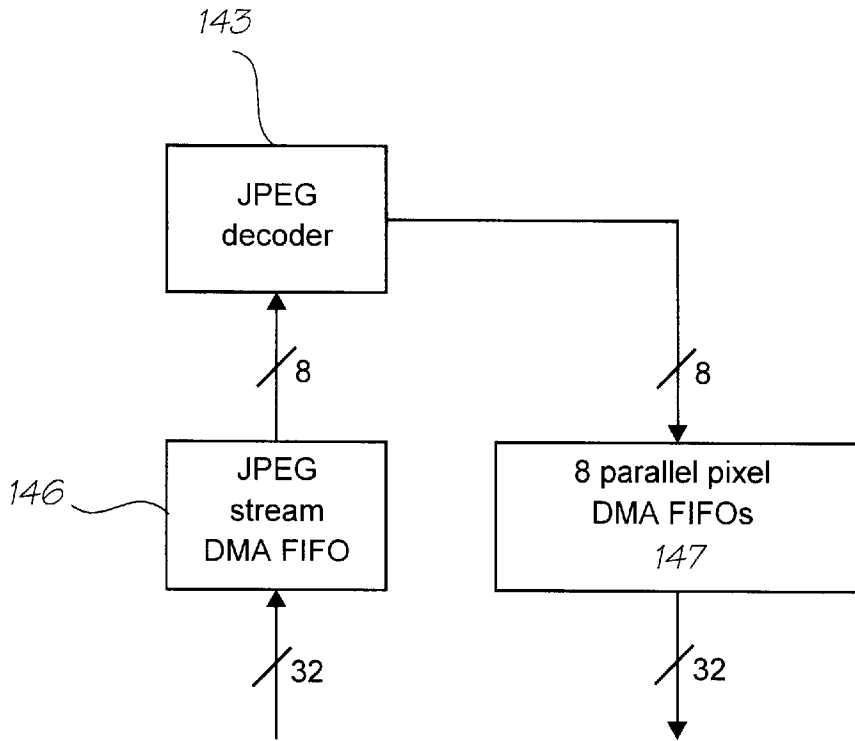 143
JPEG
decoder
8
8
146
JPEG
stream
DMA FIFO
8 parallel pixel
DMA FIFOs
147
32
32